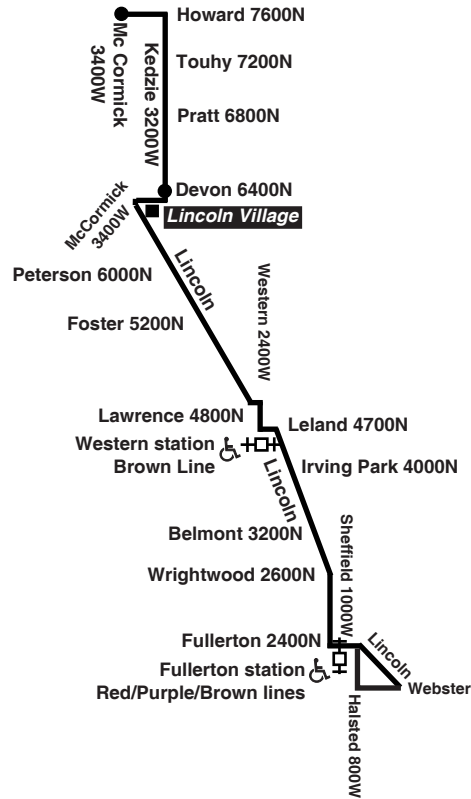 Howard 7600N
Mc Cormick
3400W
Kedzie 3200W
Touhy 7200N
Pratt 6800N
Devon 6400N
McCormick
3400W
Lincoln Village
Peterson 6000N
Lincoln
Western 2400W
Foster 5200N
Lawrence 4800N
Leland 4700N
Western station
Brown Line
Lincoln
Irving Park 4000N
Belmont 3200N
Sheffield 1000W
Wrightwood 2600N
Fullerton 2400N
Lincoln
Fullerton station
Red/Purple/Brown lines
Webster
Halsted 800W